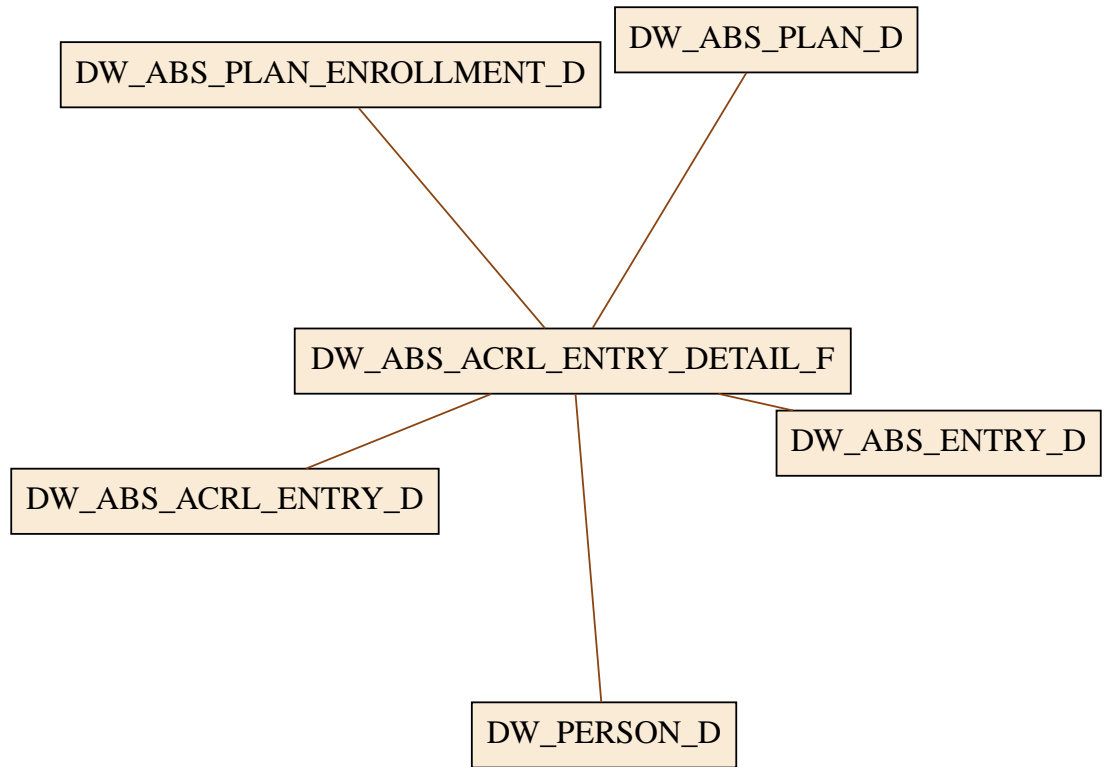 DW_ABS_PLAN_D
DW_ABS_PLAN_ENROLLMENT_D
DW_ABS_ACRL_ENTRY_DETAIL_F
DW_ABS_ENTRY_D
DW_ABS_ACRL_ENTRY_D
DW_PERSON_D